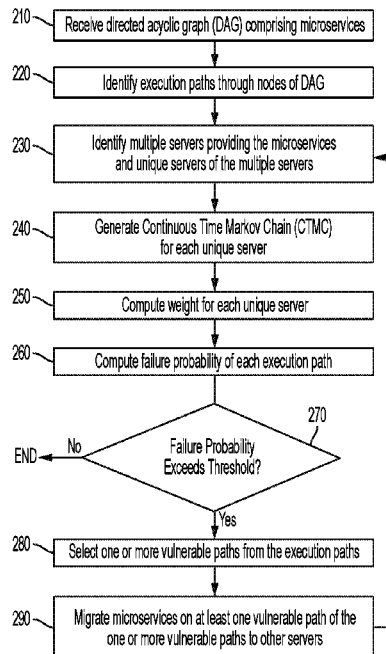 210
Receive directed acyclic graph (DAG) comprising microservices
220
Identify execution paths through nodes of DAG
230
Identify multiple servers providing the microservices
and unique servers of the multiple servers
240
Generate Continuous Time Markov Chain (CTMC)
for each unique server
250
Compute weight for each unique server
260
Compute failure probability of each execution path
270
END
No
Failure Probability
Exceeds Threshold?
Yes
280
Select one or more vulnerable paths from the execution paths
290
Migrate microservices on at least one vulnerable path of the
one or more vulnerable paths to other servers